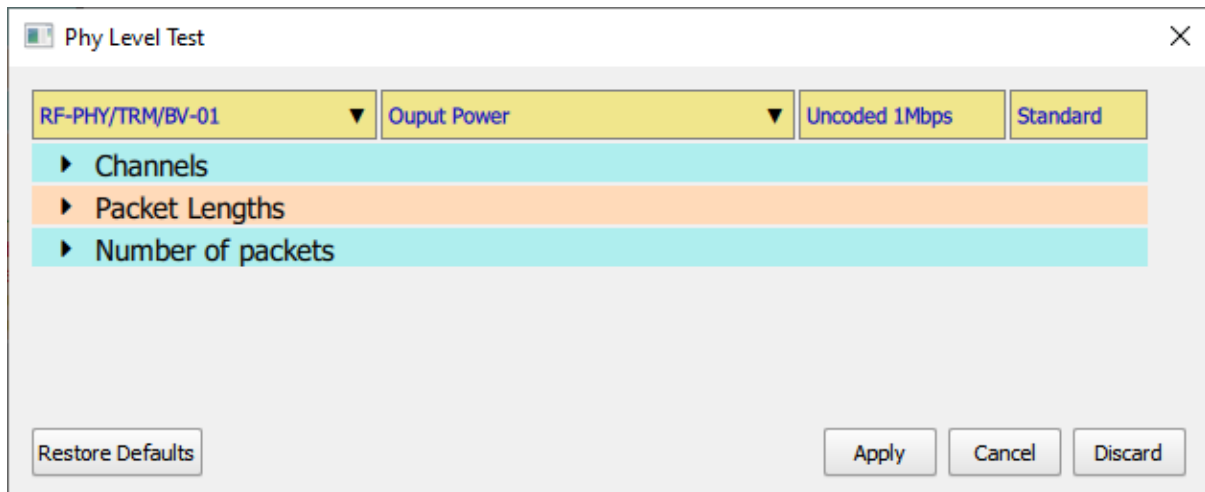 Phy Level Test
RF-PHY/TRM/BV-01 Ouput Power Uncoded 1Mbps Standard
Channels
Packet Lengths
Number of packets
Restore Defaults Apply Cancel Discard